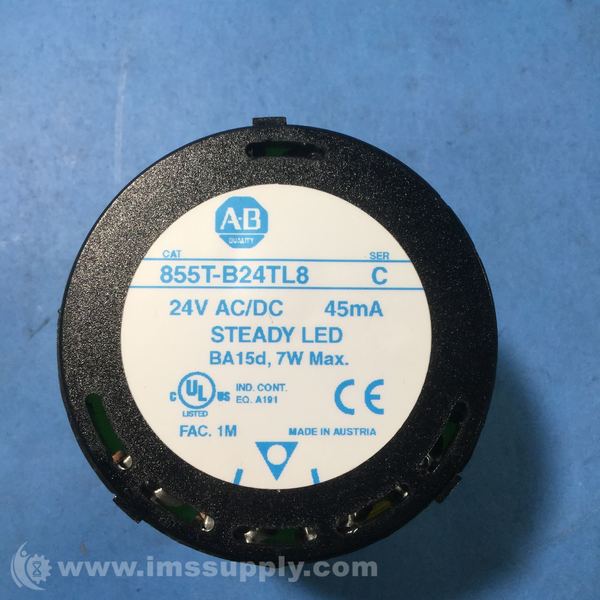 A-B
QUALITY
CAT SER
855T-B24TL8 C
24V AC/DC 45mA
STEADY LED
BA15d, 7W Max.
C UL US
LISTED
IND. CONT.
EQ. A191
CE
FAC. 1M
MADE IN AUSTRIA
www.imssupply.com